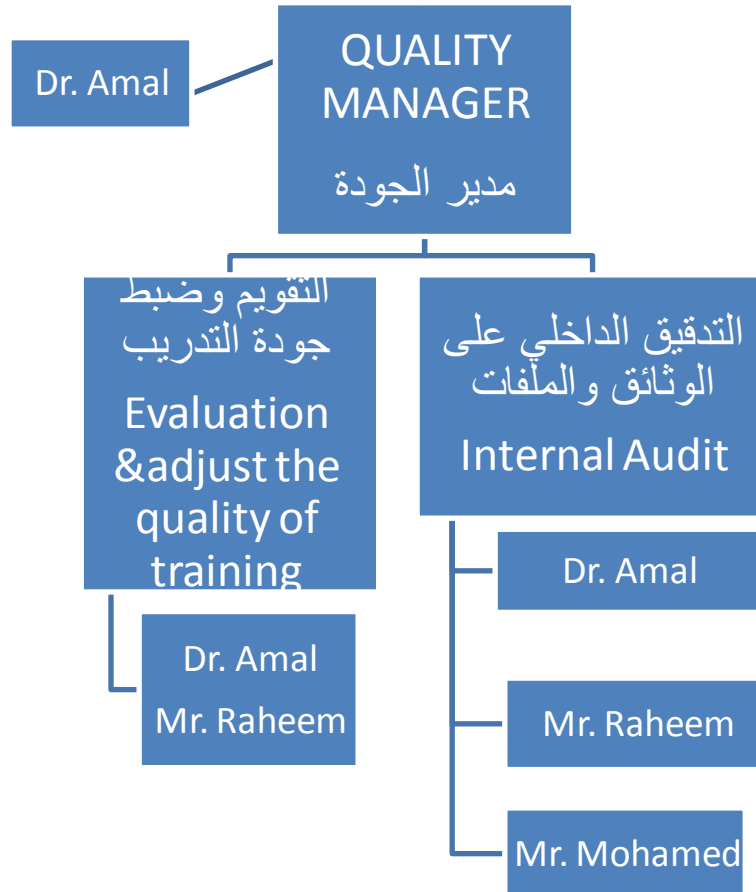 Dr. Amal
QUALITY
MANAGER
مدير الجودة
التقويم وضبط
جودة التدريب
Evaluation
&adjust the
quality of
training
Dr. Amal
Mr. Raheem
التدقيق الداخلي على
الوثائق والملفات
Internal Audit
Dr. Amal
Mr. Raheem
Mr. Mohamed